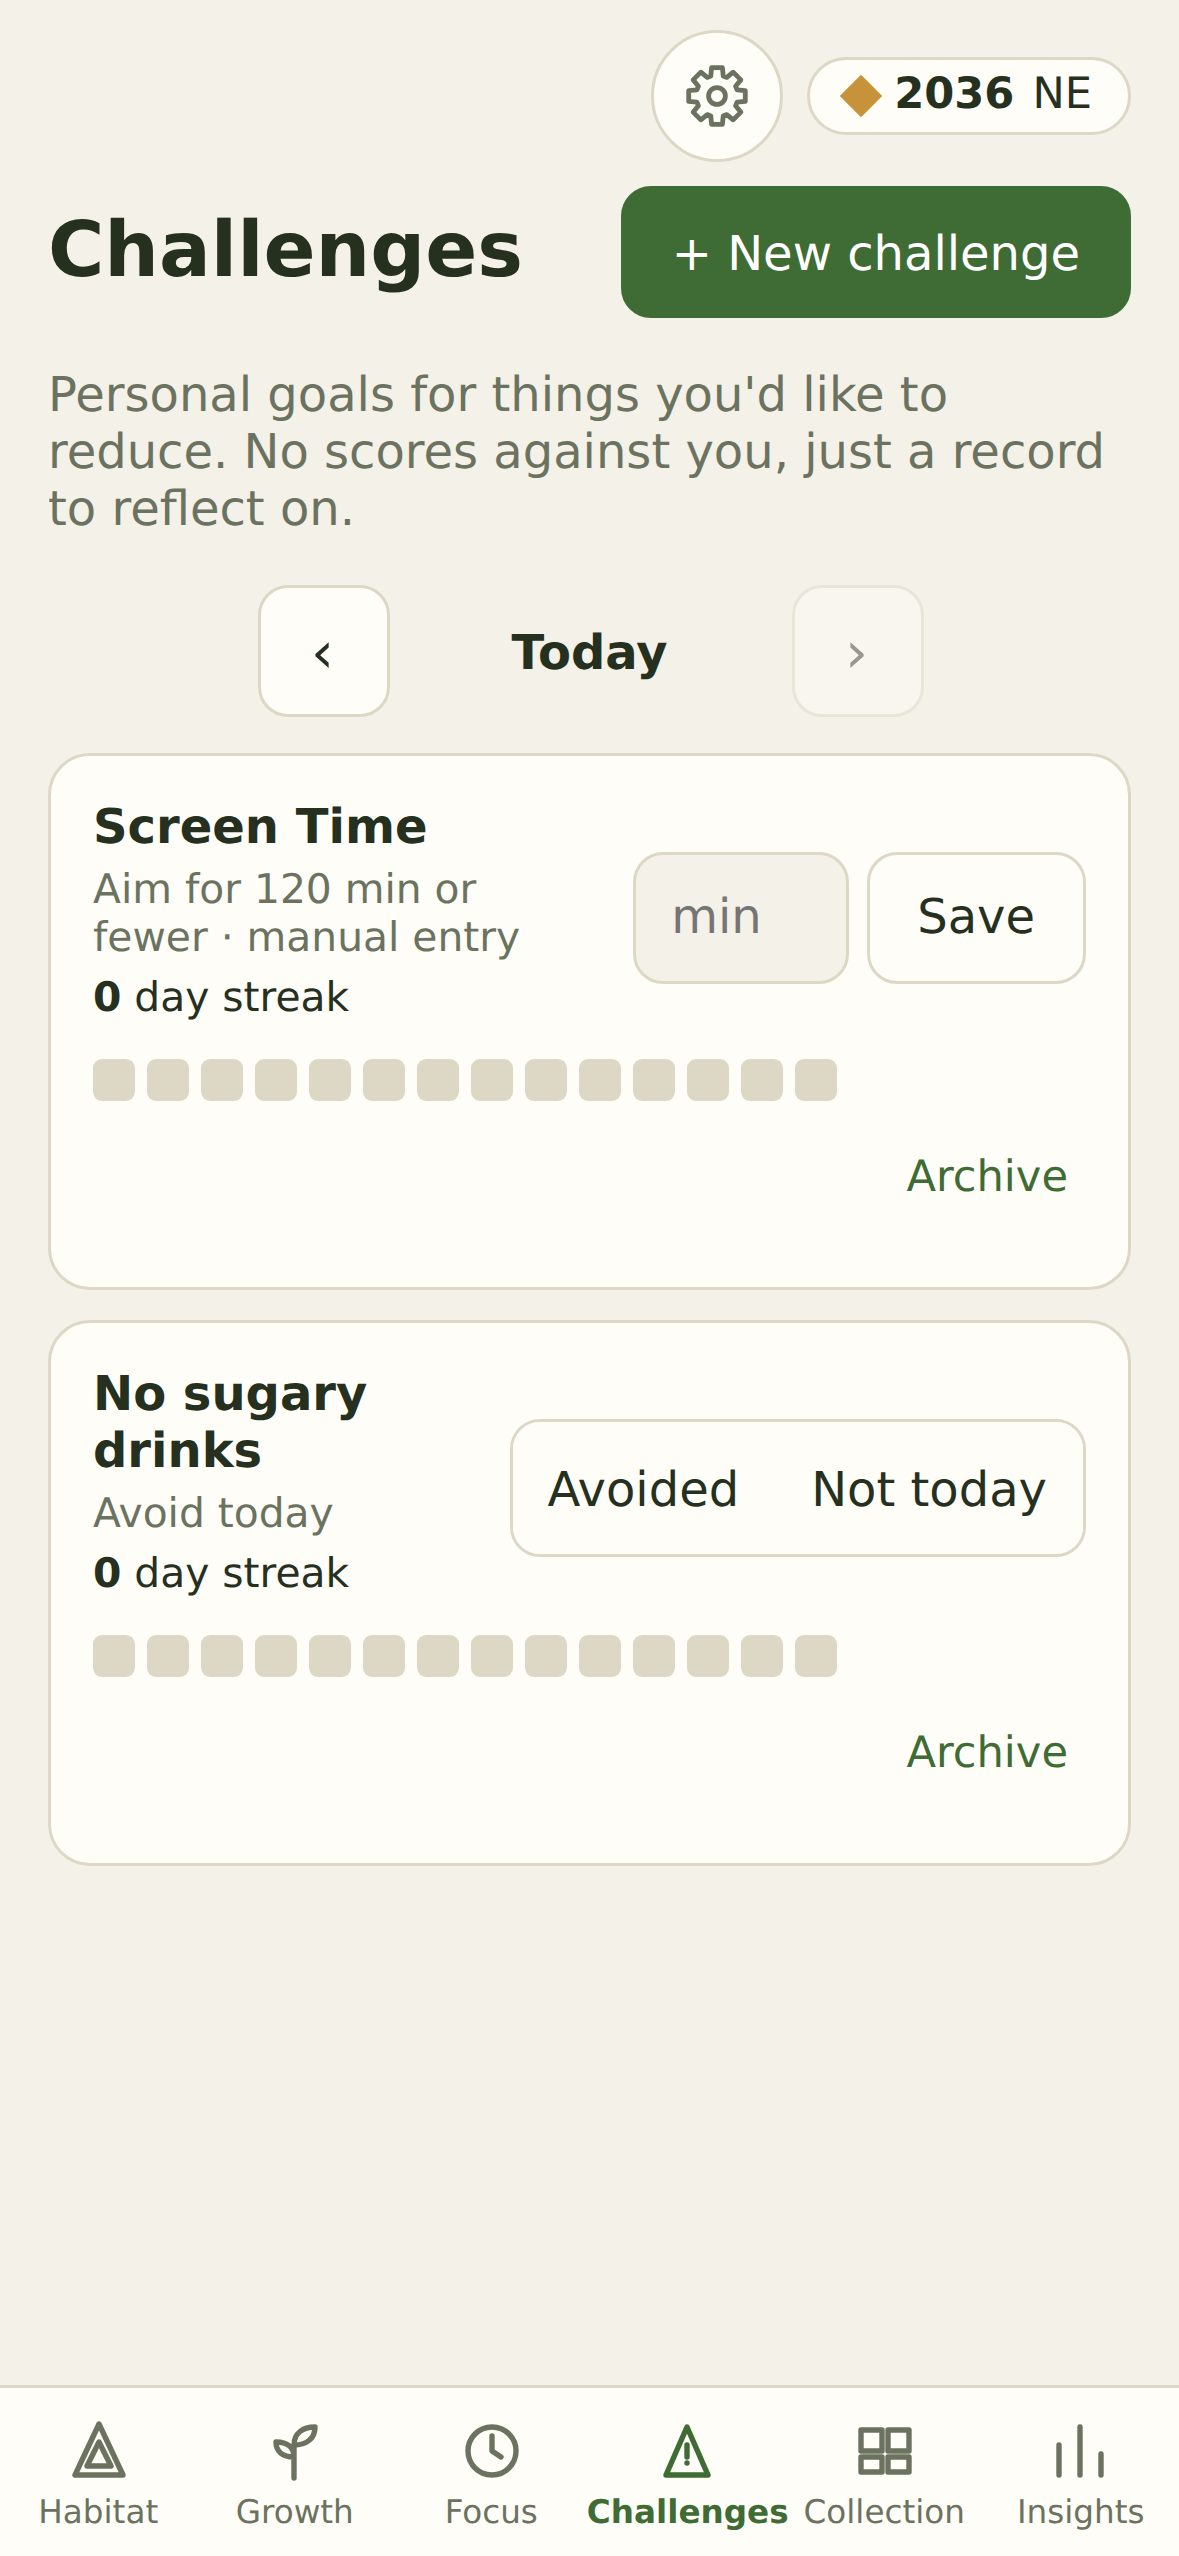 2036 NE
Challenges
+ New challenge
Personal goals for things you'd like to
reduce. No scores against you, just a record
to reflect on.
‹ Today ›
Screen Time
Aim for 120 min or
fewer · manual entry
0 day streak
min
Save
Archive
No sugary
drinks
Avoid today
0 day streak
Avoided
Not today
Archive
Habitat
Growth
Focus
Challenges
Collection
Insights